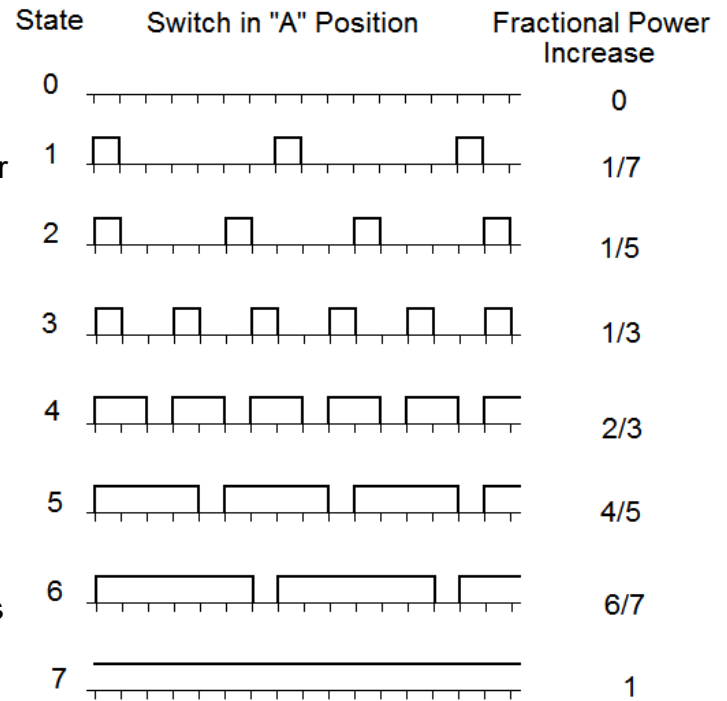 State Switch in "A" Position Fractional Power
Increase
0 0
r 1 1/7
2 1/5
3 1/3
4 2/3
5 4/5
s 6 6/7
7 1